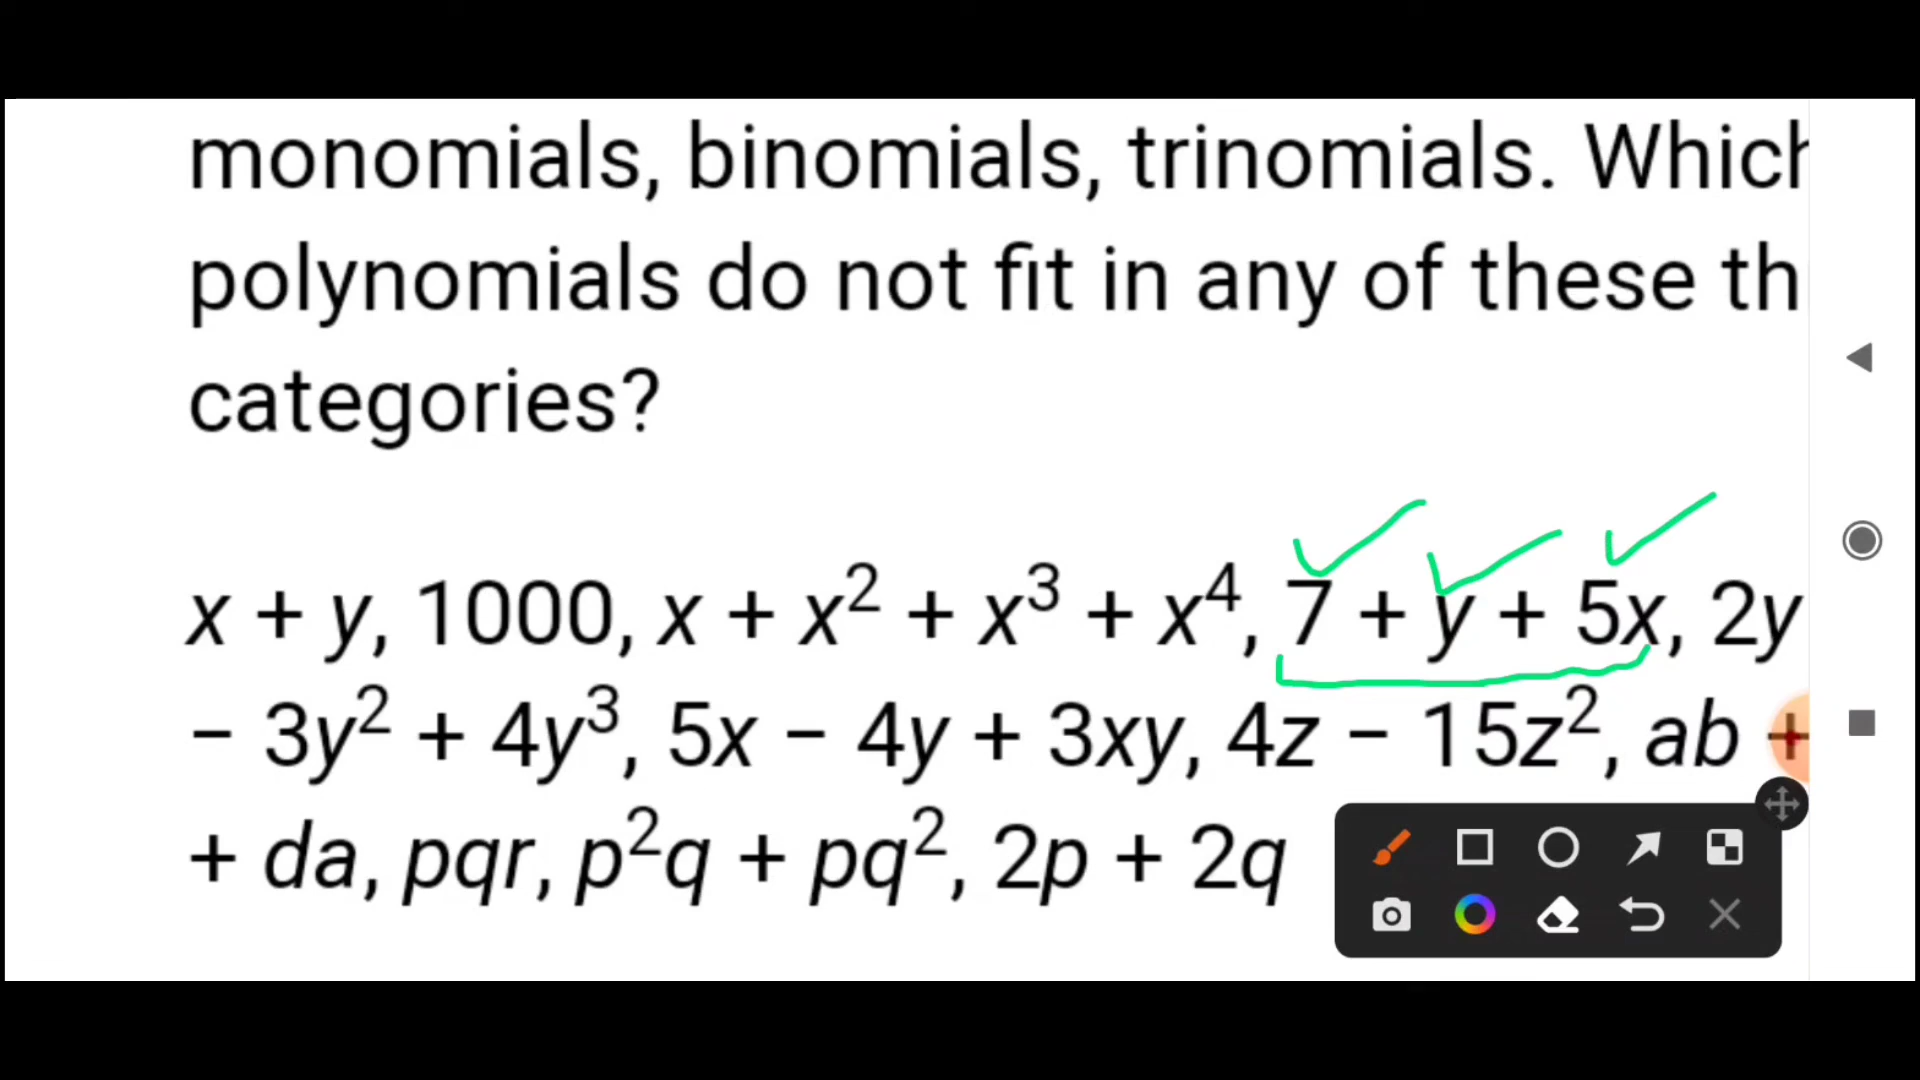 monomials, binomials, trinomials. Which
polynomials do not fit in any of these th
categories?
x + y, 1000, x + x² + x³ + x⁴, 7 + y + 5x, 2y
− 3y² + 4y³, 5x − 4y + 3xy, 4z − 15z², ab +
+ da, pqr, p²q + pq², 2p + 2q